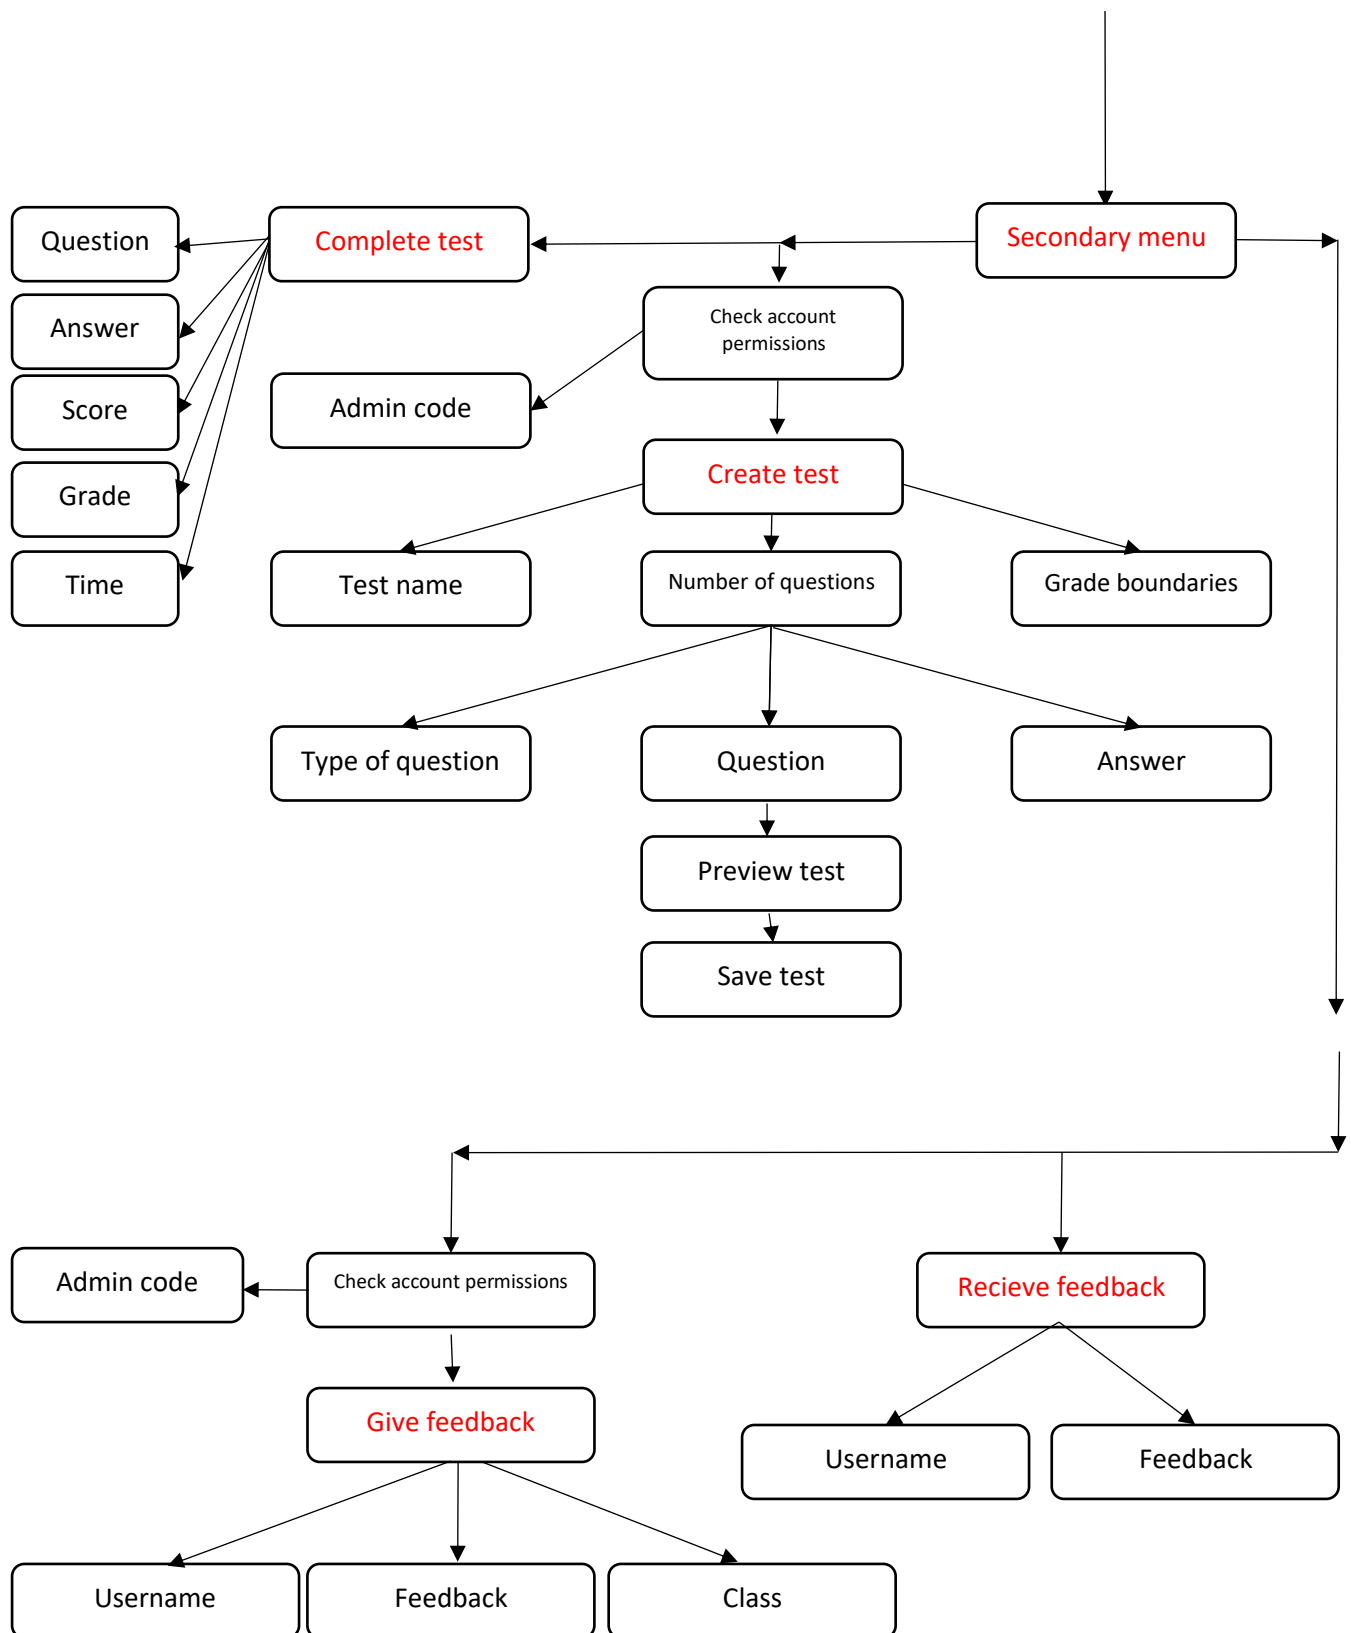 Question
Complete test
Secondary menu
Answer
Check account
permissions
Score
Admin code
Grade
Create test
Time
Test name
Number of questions
Grade boundaries
Type of question
Question
Answer
Preview test
Save test
Admin code
Check account permissions
Recieve feedback
Give feedback
Username
Feedback
Username
Feedback
Class